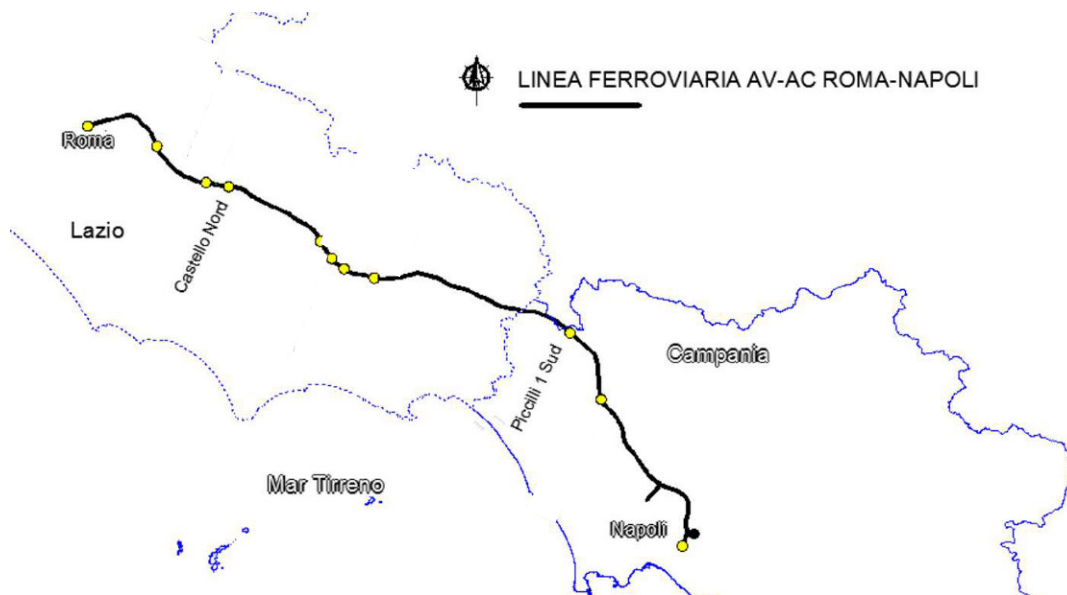 LINEA FERROVIARIA AV-AC ROMA-NAPOLI
Roma
Lazio
Castello Nord
Piccilli 1 Sud
Campania
Mar Tirreno
Napoli